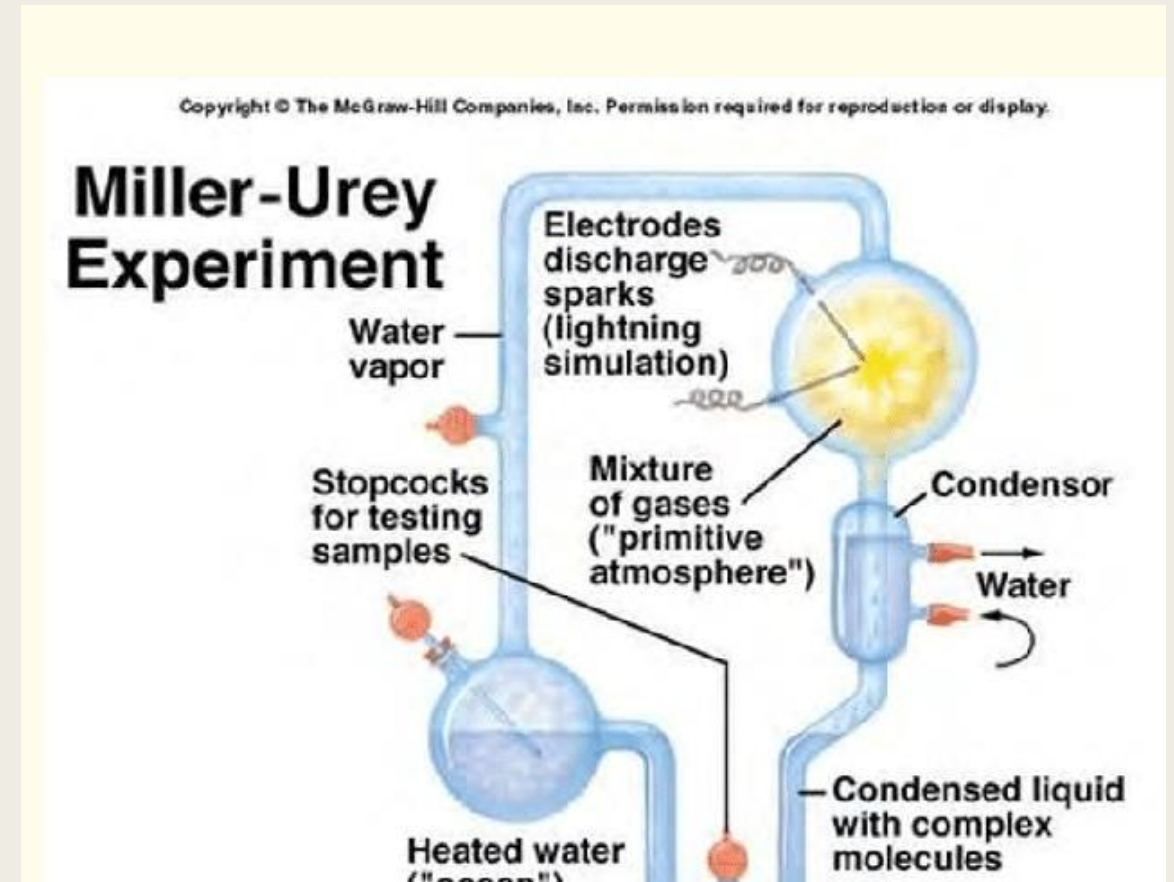 Copyright © The McGraw-Hill Companies, Inc. Permission required for reproduction or display.
Miller-Urey
Experiment
Electrodes
discharge
sparks
(lightning
simulation)
Water
vapor
Stopcocks
for testing
samples
Mixture
of gases
("primitive
atmosphere")
Condensor
Water
Condensed liquid
with complex
molecules
Heated water
("ocean")